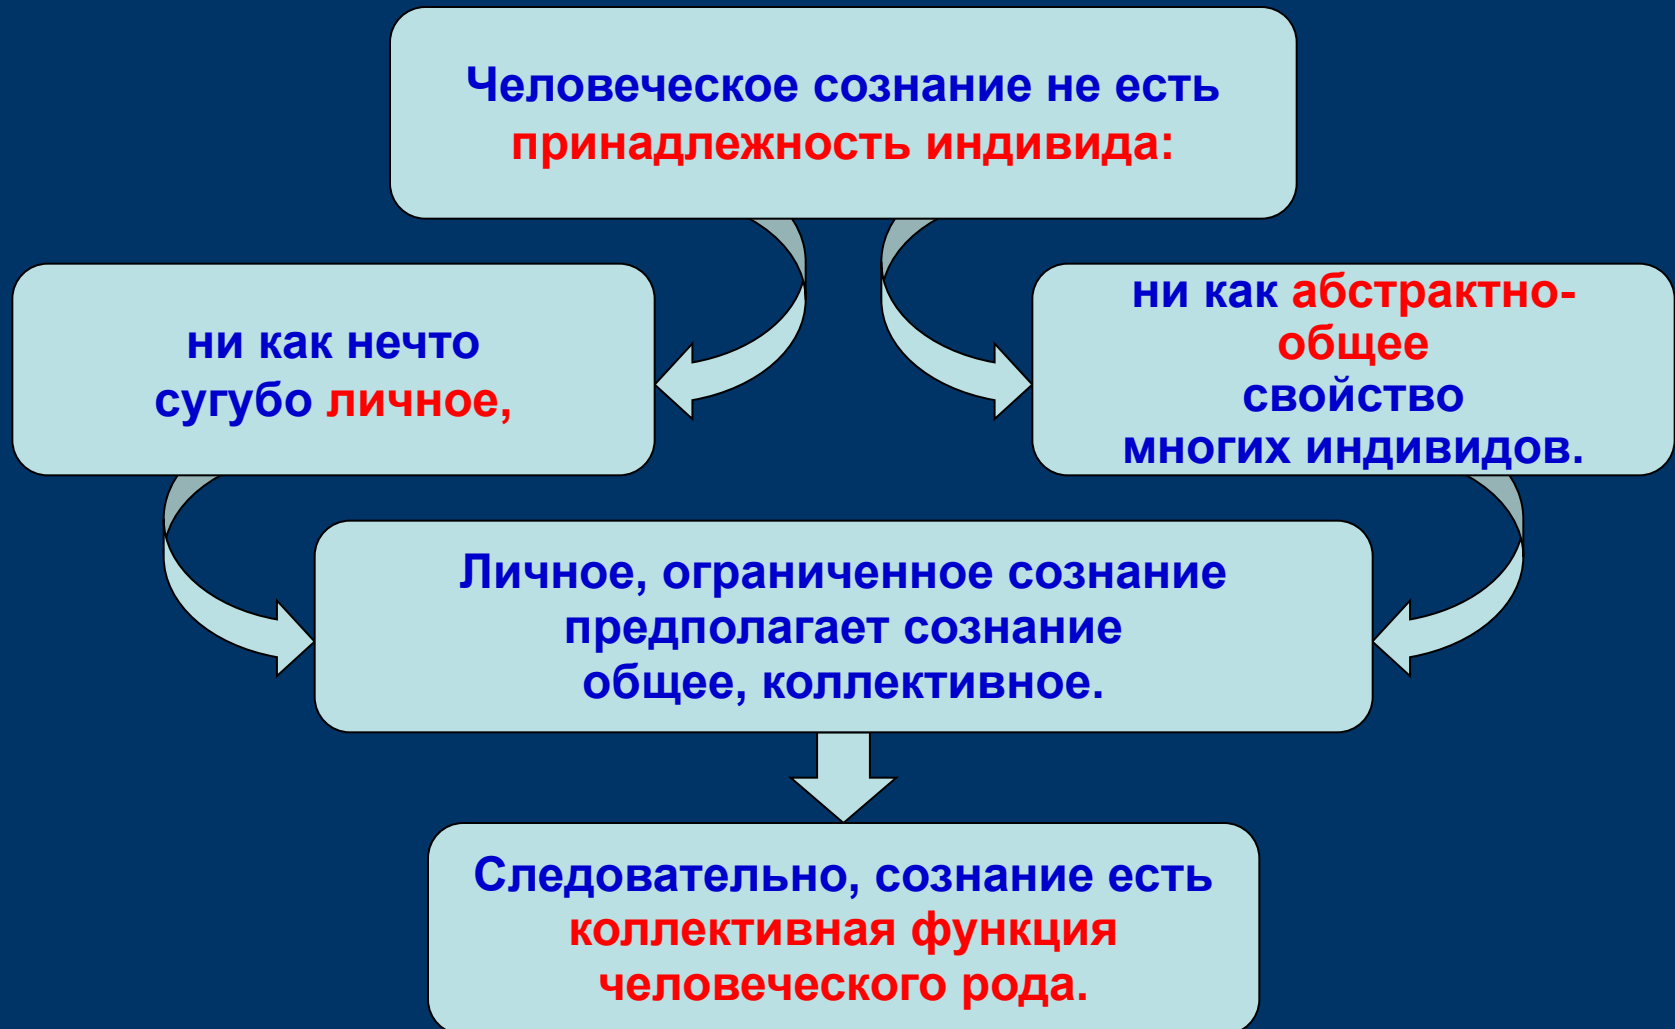 Человеческое сознание не есть
принадлежность индивида:
ни как нечто
сугубо личное,
ни как абстрактно-
общее
свойство
многих индивидов.
Личное, ограниченное сознание
предполагает сознание
общее, коллективное.
Следовательно, сознание есть
коллективная функция
человеческого рода.